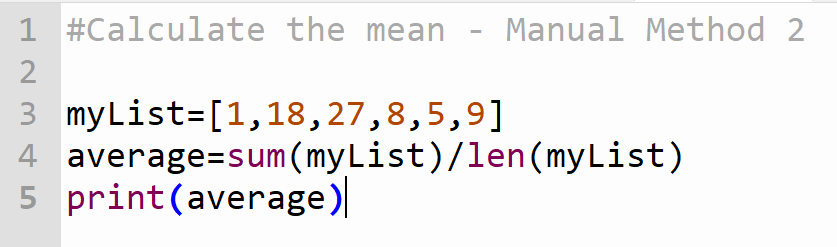 1 #Calculate the mean - Manual Method 2
2
3 myList=[1,18,27,8,5,9]
4 average=sum(myList)/len(myList)
5 print(average)